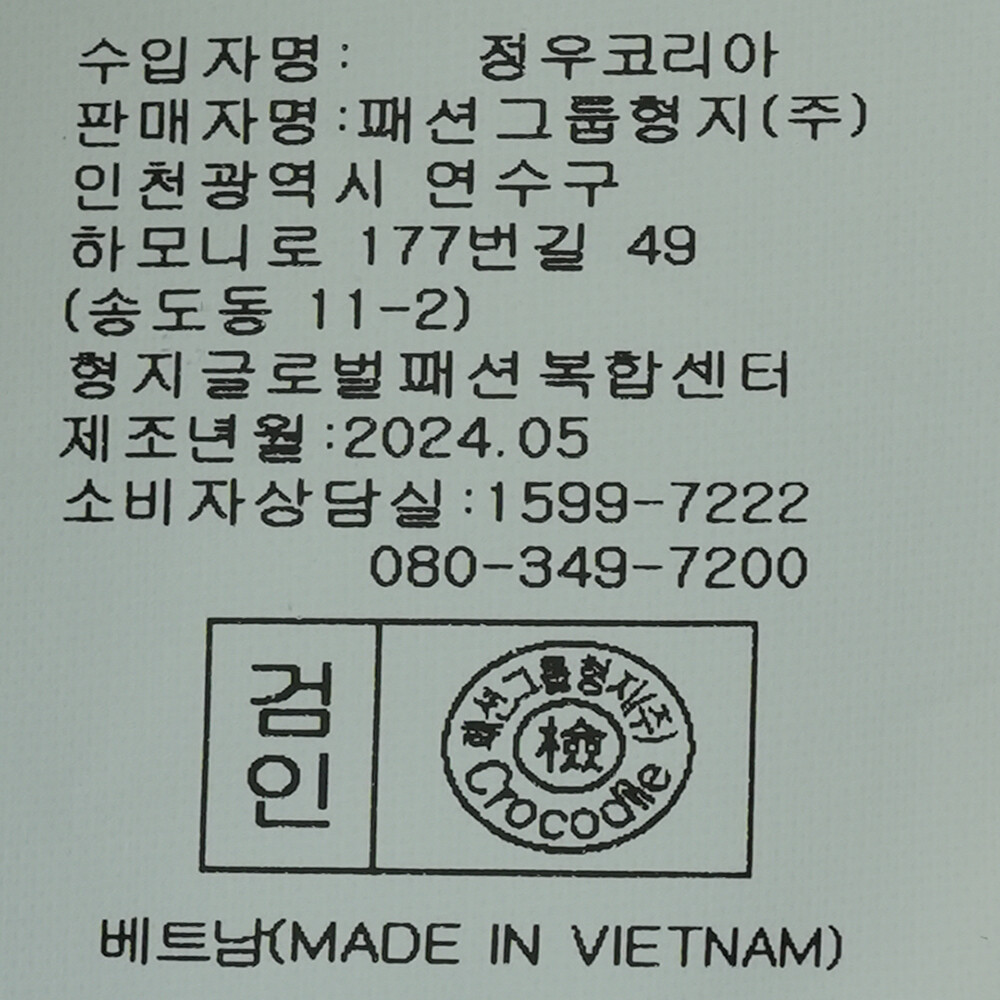 수입자명: 정우코리아
판매자명:패션그룹형지(주)
인천광역시 연수구
하모니로 177번길 49
(송도동 11-2)
형지글로벌패션복합센터
제조년월:2024.05
소비자상담실:1599-7222
080-349-7200
검인
패션그룹형지(주)
檢
Crocodile
베트남(MADE IN VIETNAM)